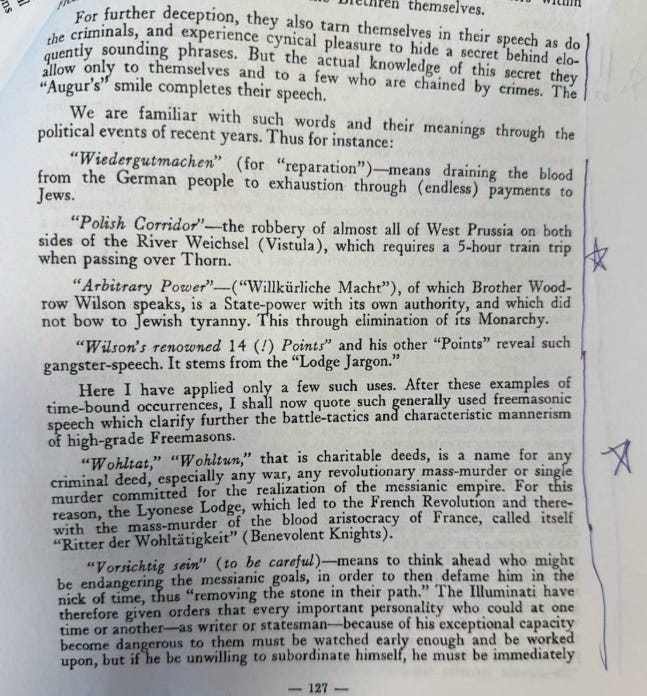 Brethren themselves.
For further deception, they also tarn themselves in their speech as do
the criminals, and experience cynical pleasure to hide a secret behind elo-
quently sounding phrases. But the actual knowledge of this secret they
allow only to themselves and to a few who are chained by crimes. The
"Augur's" smile completes their speech.
We are familiar with such words and their meanings through the
political events of recent years. Thus for instance:
"Wiedergutmachen" (for "reparation")—means draining the blood
from the German people to exhaustion through (endless) payments to
Jews.
"Polish Corridor"—the robbery of almost all of West Prussia on both
sides of the River Weichsel (Vistula), which requires a 5-hour train trip
when passing over Thorn.
"Arbitrary Power"—("Willkürliche Macht"), of which Brother Wood-
row Wilson speaks, is a State-power with its own authority, and which did
not bow to Jewish tyranny. This through elimination of its Monarchy.
"Wilson's renowned 14 (!) Points" and his other "Points" reveal such
gangster-speech. It stems from the "Lodge Jargon."
Here I have applied only a few such uses. After these examples of
time-bound occurrences, I shall now quote such generally used freemasonic
speech which clarify further the battle-tactics and characteristic mannerism
of high-grade Freemasons.
"Wohltat," "Wohltun," that is charitable deeds, is a name for any
criminal deed, especially any war, any revolutionary mass-murder or single
murder committed for the realization of the messianic empire. For this
reason, the Lyonese Lodge, which led to the French Revolution and there-
with the mass-murder of the blood aristocracy of France, called itself
"Ritter der Wohltätigkeit" (Benevolent Knights).
"Vorsichtig sein" (to be careful)—means to think ahead who might
be endangering the messianic goals, in order to then defame him in the
nick of time, thus "removing the stone in their path." The Illuminati have
therefore given orders that every important personality who could at one
time or another—as writer or statesman—because of his exceptional capacity
become dangerous to them must be watched early enough and be worked
upon, but if he be unwilling to subordinate himself, he must be immediately
— 127 —